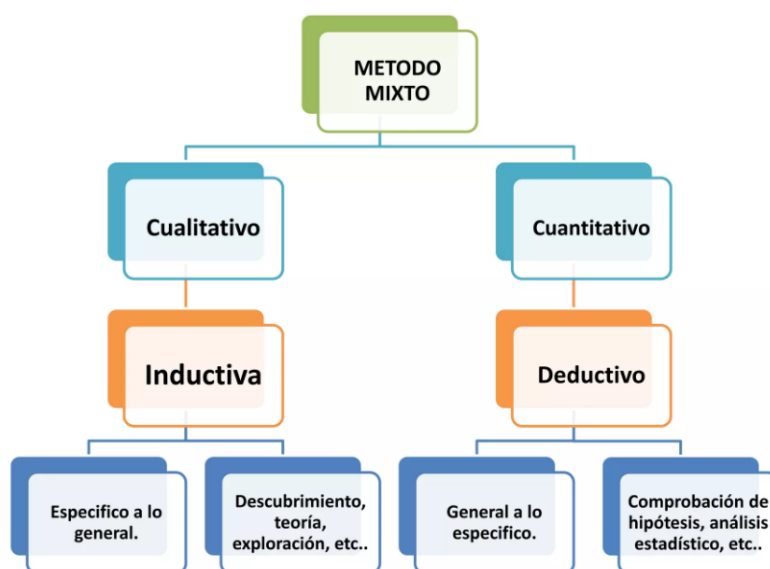 METODO
MIXTO
Cualitativo
Cuantitativo
Inductiva
Deductivo
Especifico a lo
general.
Descubrimiento,
teoría,
exploración, etc..
General a lo
especifico.
Comprobación de
hipótesis, análisis
estadístico, etc..